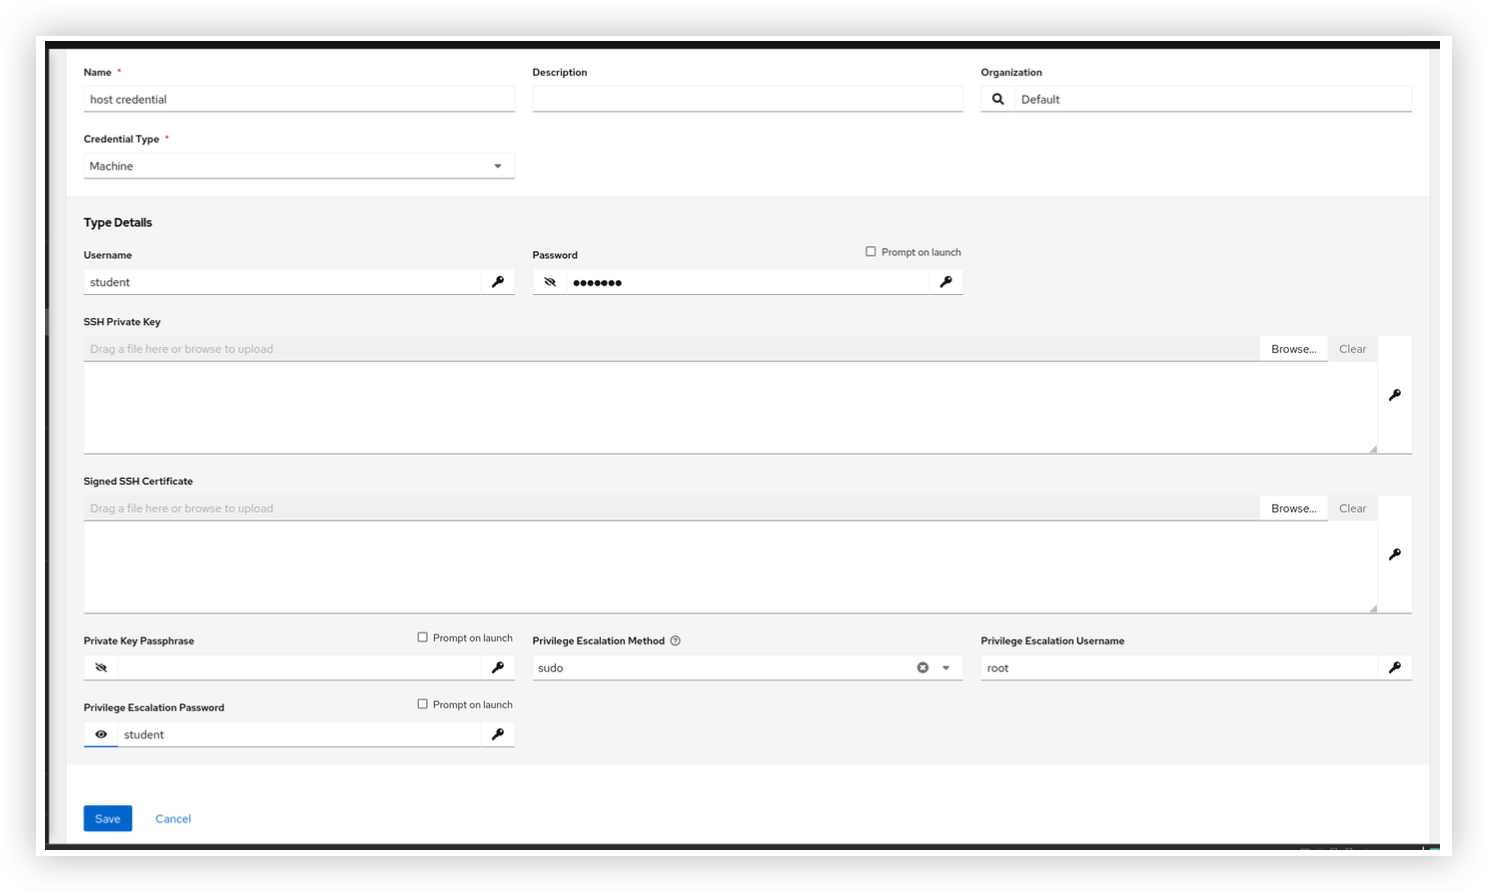 Name * Description Organization
host credential Default
Credential Type *
Machine
Type Details
Username Password Prompt on launch
student •••••••
SSH Private Key
Drag a file here or browse to upload Browse... Clear
Signed SSH Certificate
Drag a file here or browse to upload Browse... Clear
Private Key Passphrase Prompt on launch Privilege Escalation Method Privilege Escalation Username
sudo root
Privilege Escalation Password Prompt on launch
student
Save Cancel